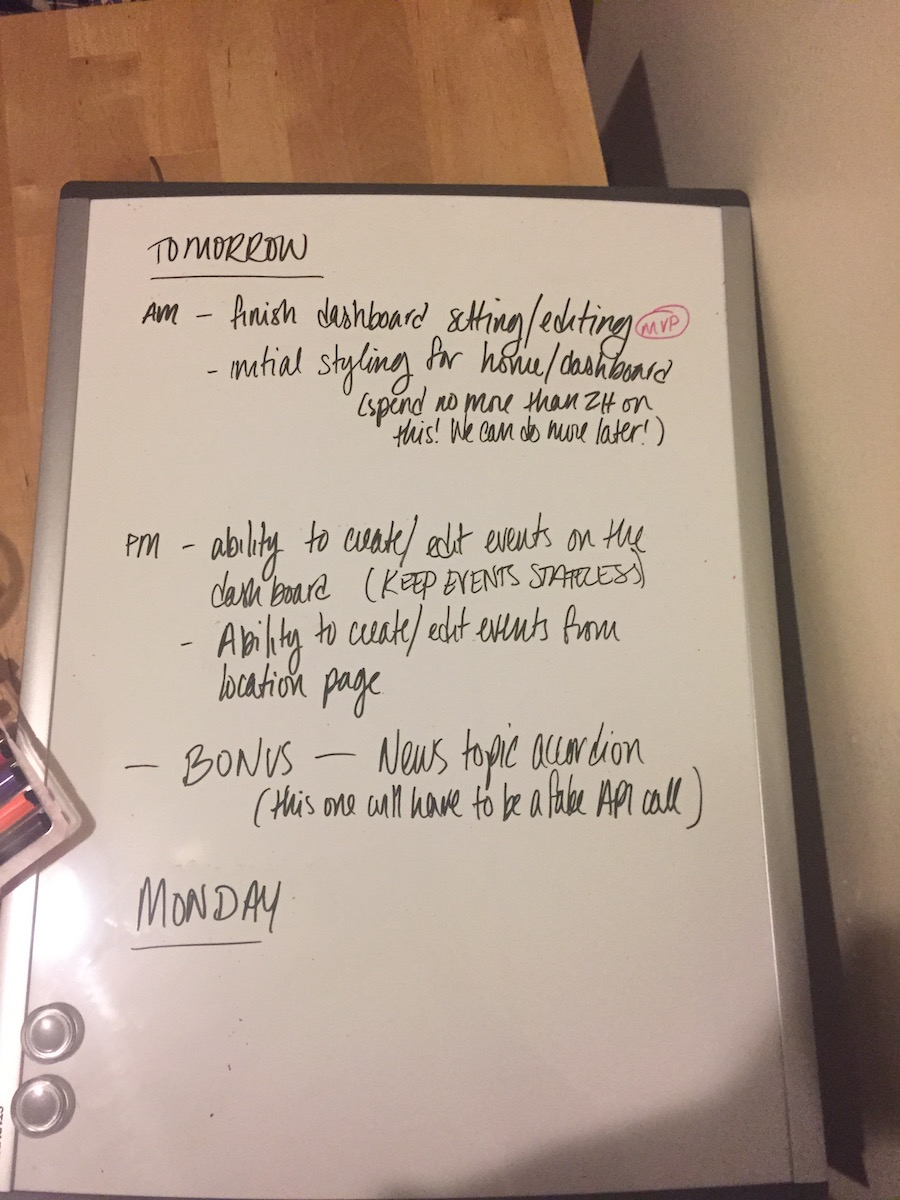 TOMORROW
AM - finish dashboard setting/editing MVP
- initial styling for home/dashboard
(spend no more than 2H on
this! We can do more later!)
PM - ability to create/edit events on the
dashboard (KEEP EVENTS STATELESS)
- Ability to create/edit events from
location page
- BONUS - News topic accordion
(this one will have to be a fake API call)
MONDAY